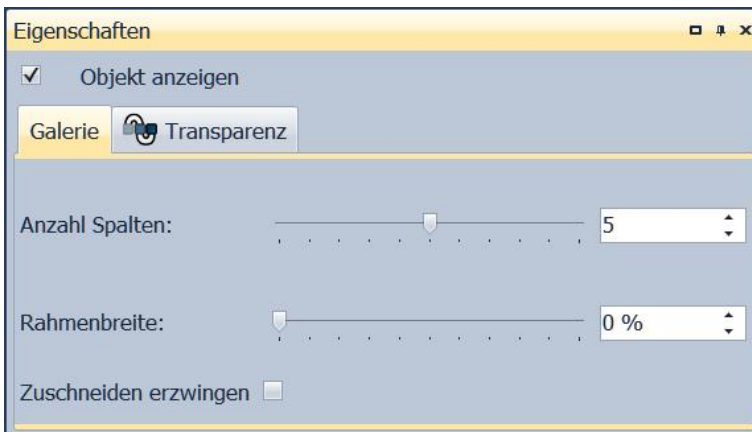 Eigenschaften
Objekt anzeigen
Galerie Transparenz
Anzahl Spalten: 5
Rahmenbreite: 0 %
Zuschneiden erzwingen